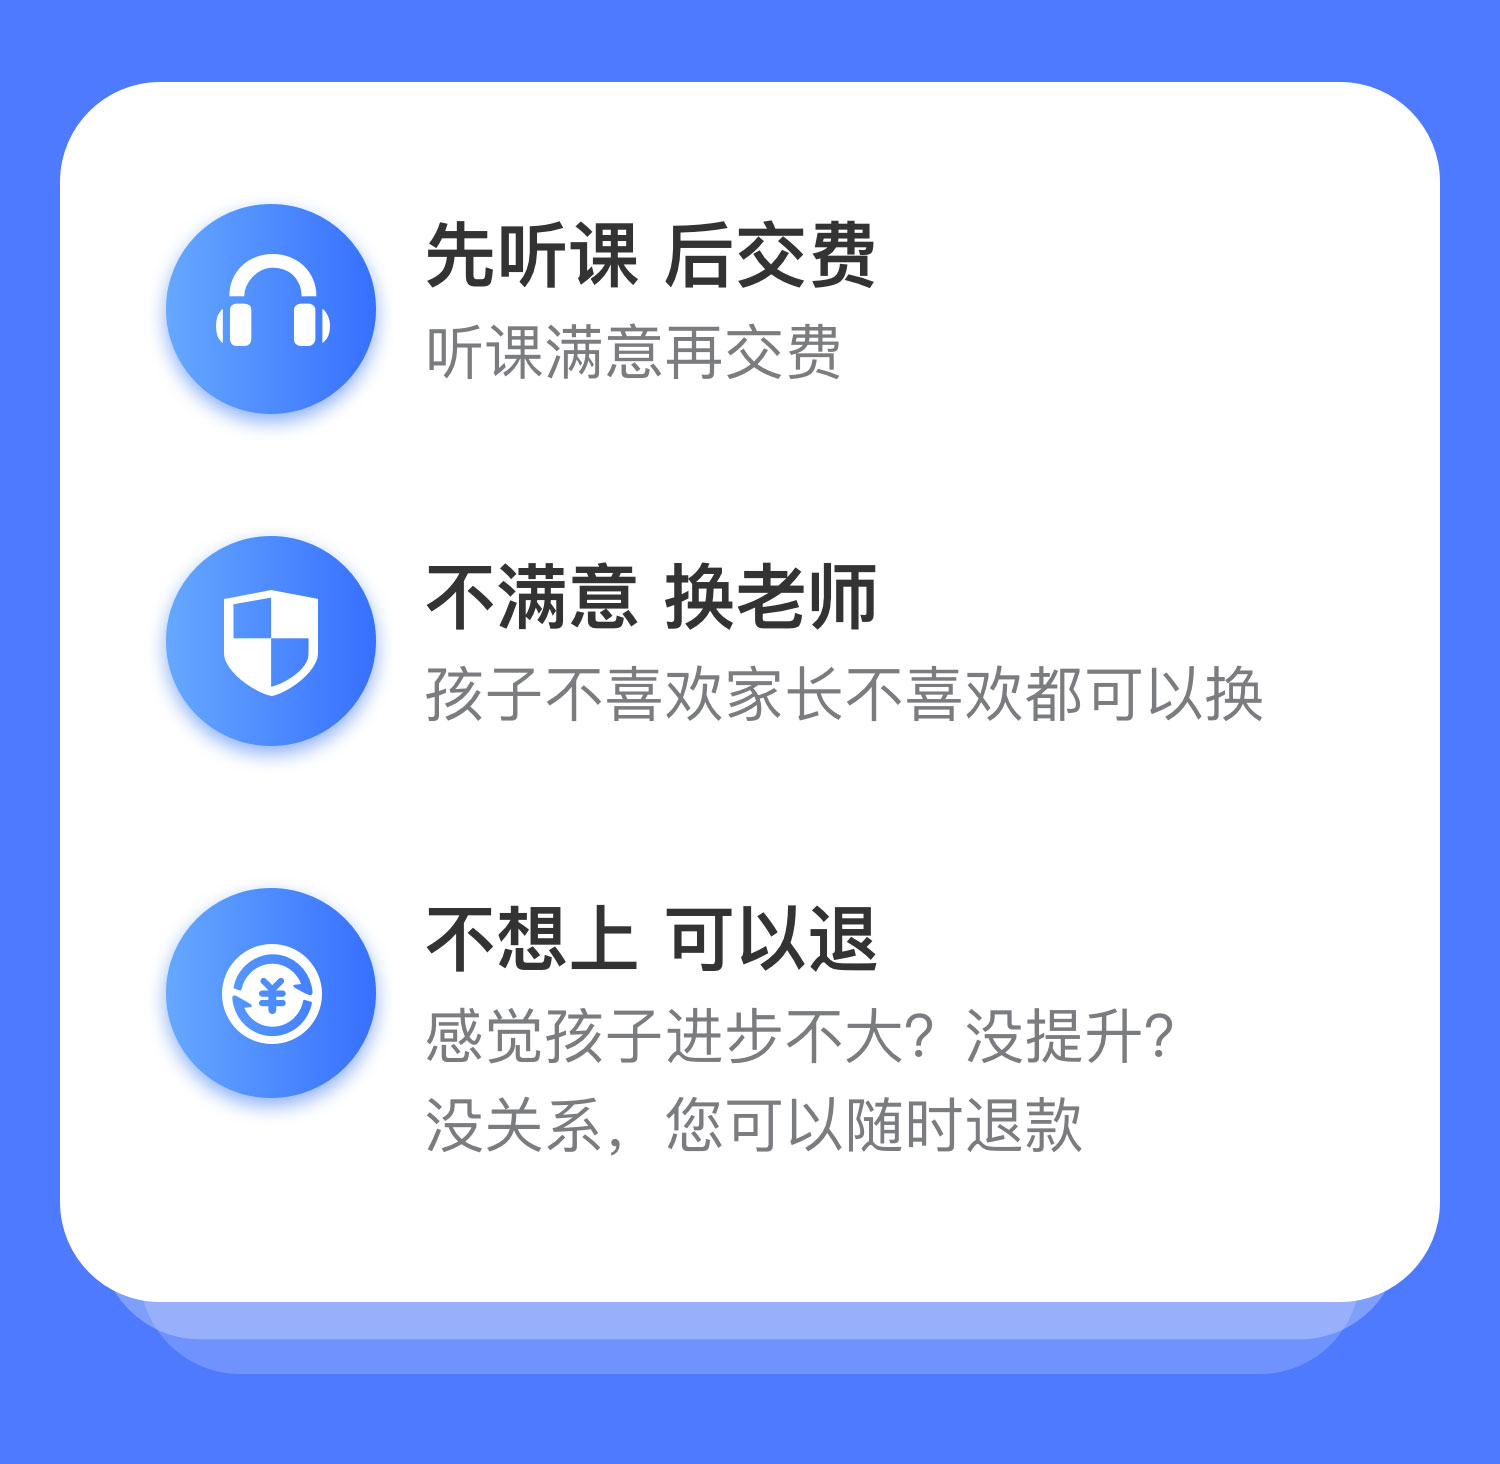 先听课 后交费
听课满意再交费
不满意 换老师
孩子不喜欢家长不喜欢都可以换
¥
不想上 可以退
感觉孩子进步不大？没提升？
没关系，您可以随时退款